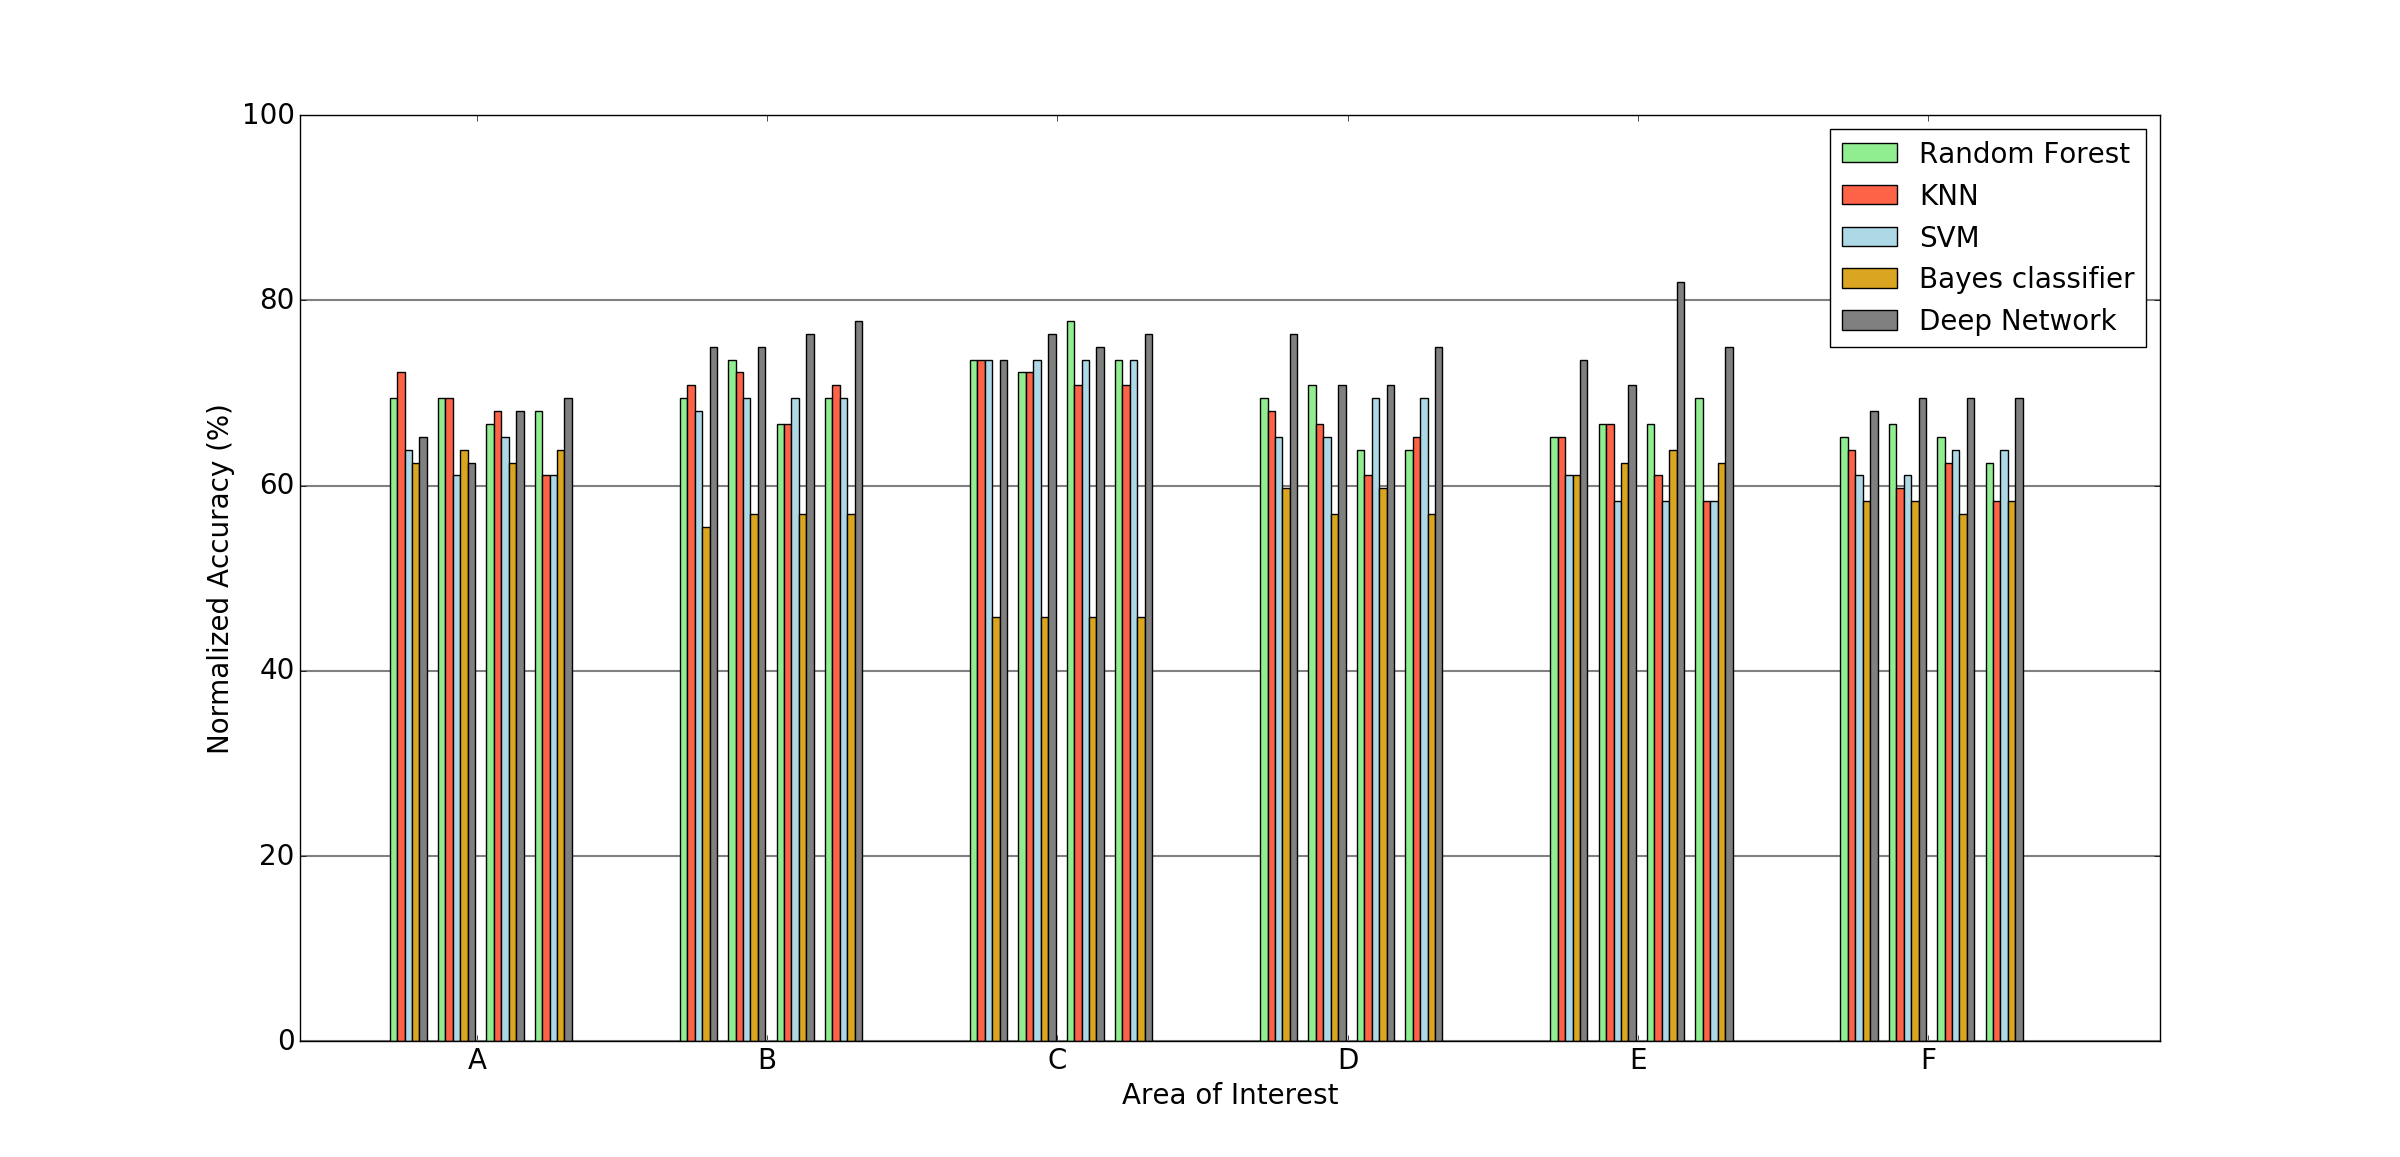 100
80
60
40
20
0
Normalized Accuracy (%)
Random Forest
KNN
SVM
Bayes classifier
Deep Network
A B C D E F
Area of Interest